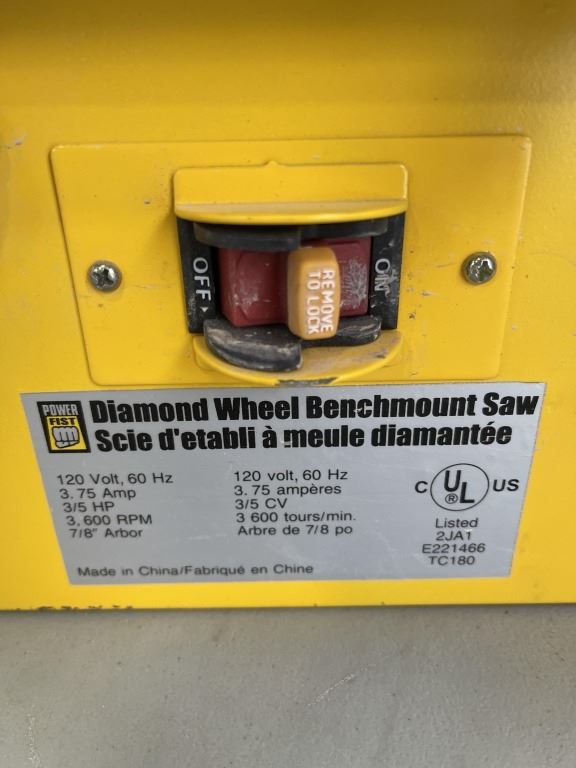 OFF
REMOVE
TO LOCK
ON
POWER
FIST
Diamond Wheel Benchmount Saw
Scie d'etabli à meule diamantée
120 Volt, 60 Hz
3.75 Amp
3/5 HP
3,600 RPM
7/8" Arbor
120 volt, 60 Hz
3.75 ampères
3/5 CV
3 600 tours/min.
Arbre de 7/8 po
C UL ® US
Listed
2JA1
E221466
TC180
Made in China/Fabriqué en Chine